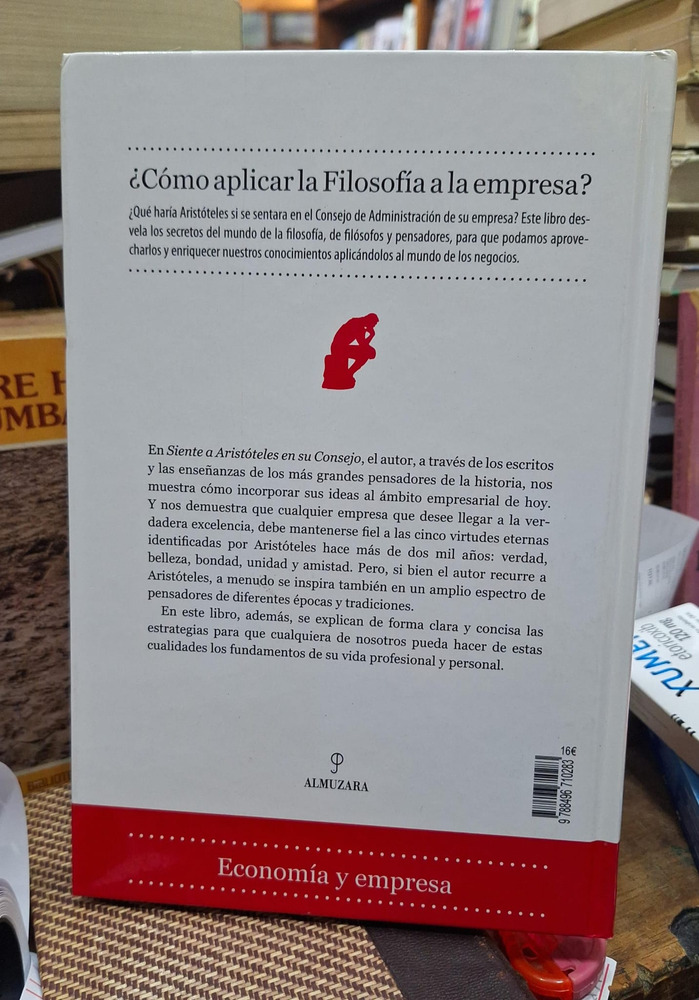 ¿Cómo aplicar la Filosofía a la empresa?
¿Qué haría Aristóteles si se sentara en el Consejo de Administración de su empresa? Este libro des-
vela los secretos del mundo de la filosofía, de filósofos y pensadores, para que podamos aprove-
charlos y enriquecer nuestros conocimientos aplicándolos al mundo de los negocios.
En Siente a Aristóteles en su Consejo, el autor, a través de los escritos
y las enseñanzas de los más grandes pensadores de la historia, nos
muestra cómo incorporar sus ideas al ámbito empresarial de hoy.
Y nos demuestra que cualquier empresa que desee llegar a la ver-
dadera excelencia, debe mantenerse fiel a las cinco virtudes eternas
identificadas por Aristóteles hace más de dos mil años: verdad,
belleza, bondad, unidad y amistad. Pero, si bien el autor recurre a
Aristóteles, a menudo se inspira también en un amplio espectro de
pensadores de diferentes épocas y tradiciones.
En este libro, además, se explican de forma clara y concisa las
estrategias para que cualquiera de nosotros pueda hacer de estas
cualidades los fundamentos de su vida profesional y personal.
ALMUZARA
16€
9 788496 710283
Economía y empresa
RE H
UMBA
XUME
etoricoxib
120 mg